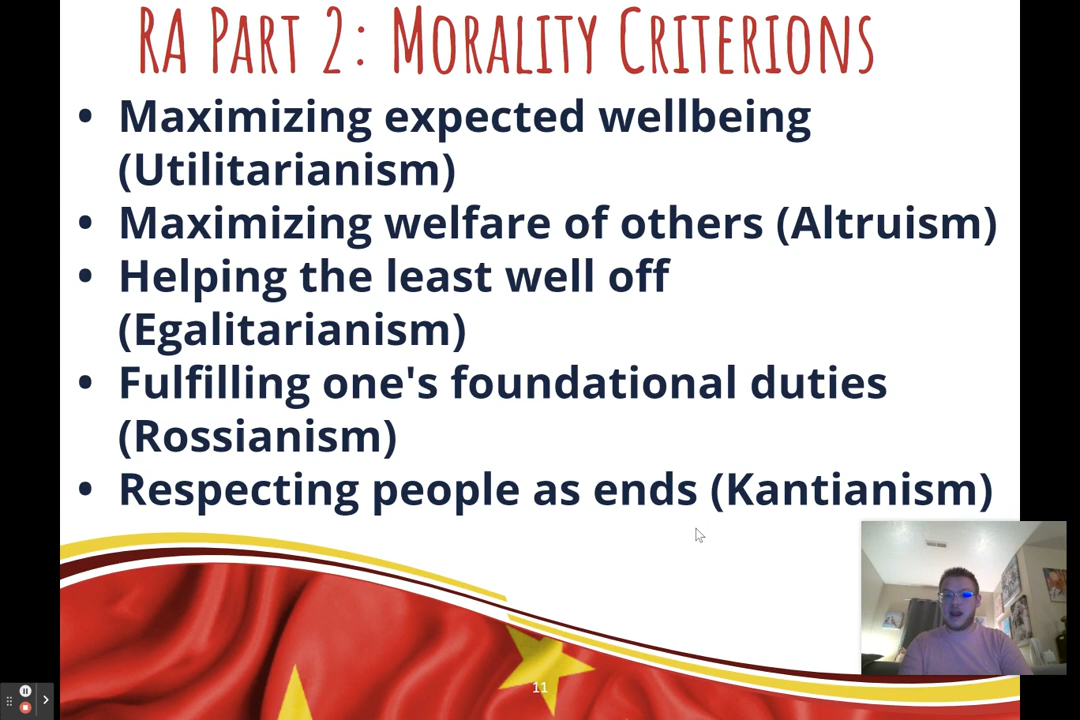 RA Part 2: Morality Criterions
• Maximizing expected wellbeing
(Utilitarianism)
• Maximizing welfare of others (Altruism)
• Helping the least well off
(Egalitarianism)
• Fulfilling one's foundational duties
(Rossianism)
• Respecting people as ends (Kantianism)
11